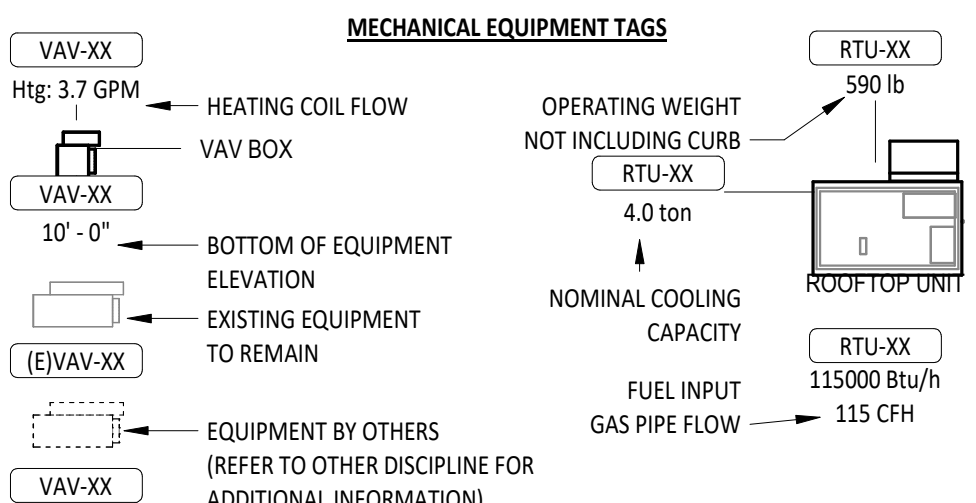 MECHANICAL EQUIPMENT TAGS
VAV-XX
Htg: 3.7 GPM
HEATING COIL FLOW
VAV BOX
VAV-XX
10' - 0"
BOTTOM OF EQUIPMENT
ELEVATION
EXISTING EQUIPMENT
TO REMAIN
(E)VAV-XX
EQUIPMENT BY OTHERS
(REFER TO OTHER DISCIPLINE FOR
ADDITIONAL INFORMATION)
VAV-XX
RTU-XX
590 lb
OPERATING WEIGHT
NOT INCLUDING CURB
RTU-XX
4.0 ton
NOMINAL COOLING
CAPACITY
ROOFTOP UNIT
RTU-XX
115000 Btu/h
115 CFH
FUEL INPUT
GAS PIPE FLOW